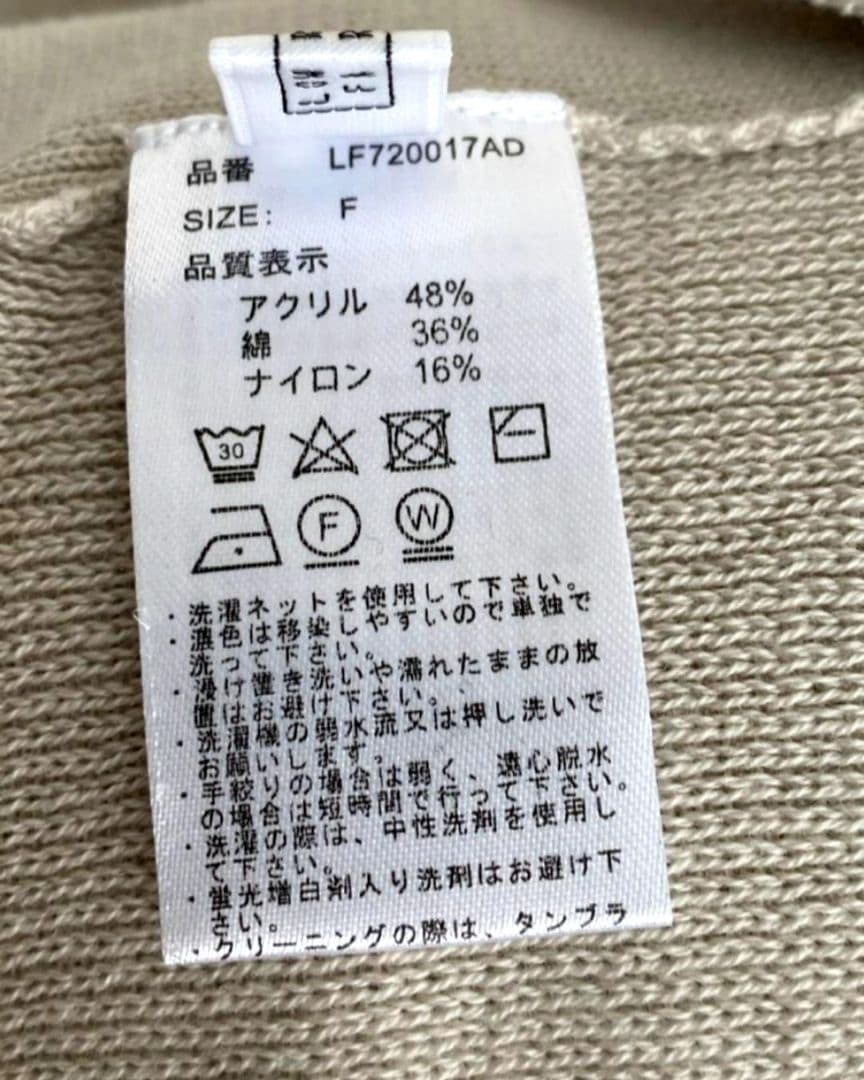 品番 LF720017AD
SIZE: F
品質表示
アクリル 48%
綿 36%
ナイロン 16%
30
F
W
・洗濯ネットを使用して下さい。
・濃色は移染しやすいので単独で
洗って下さい。
・浸つけ置き洗いや濡れたままの放
置はお避け下さい。
・洗濯機の弱水流又は押し洗いで
お願いします。
・手絞りの場合は弱く、遠心脱水
の場合は短時間で行って下さい。
・洗濯の際は、中性洗剤を使用し
て下さい。
・蛍光増白剤入り洗剤はお避け下
さい。
・クリーニングの際は、タンブラ